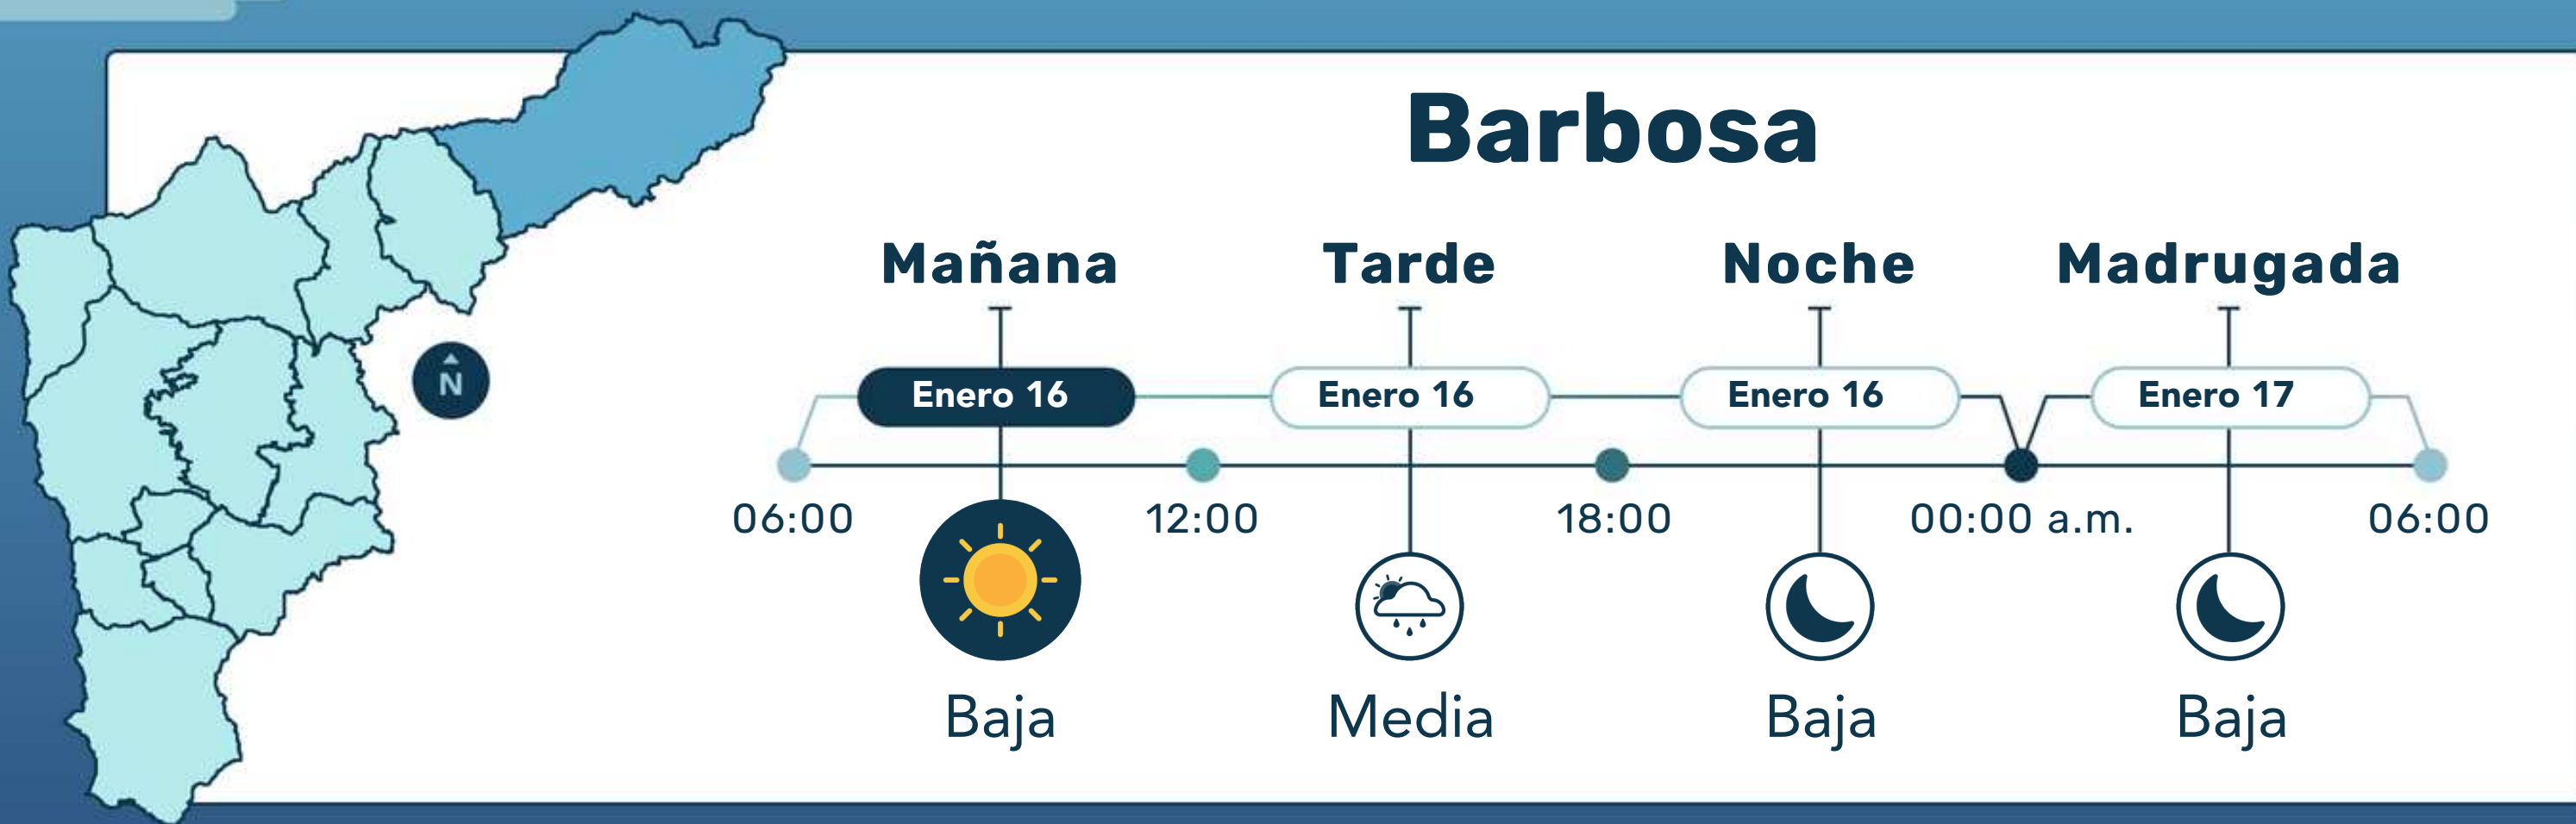 Barbosa
Mañana Tarde Noche Madrugada
N
Enero 16 Enero 16 Enero 16 Enero 17
06:00 12:00 18:00 00:00 a.m. 06:00
Baja Media Baja Baja